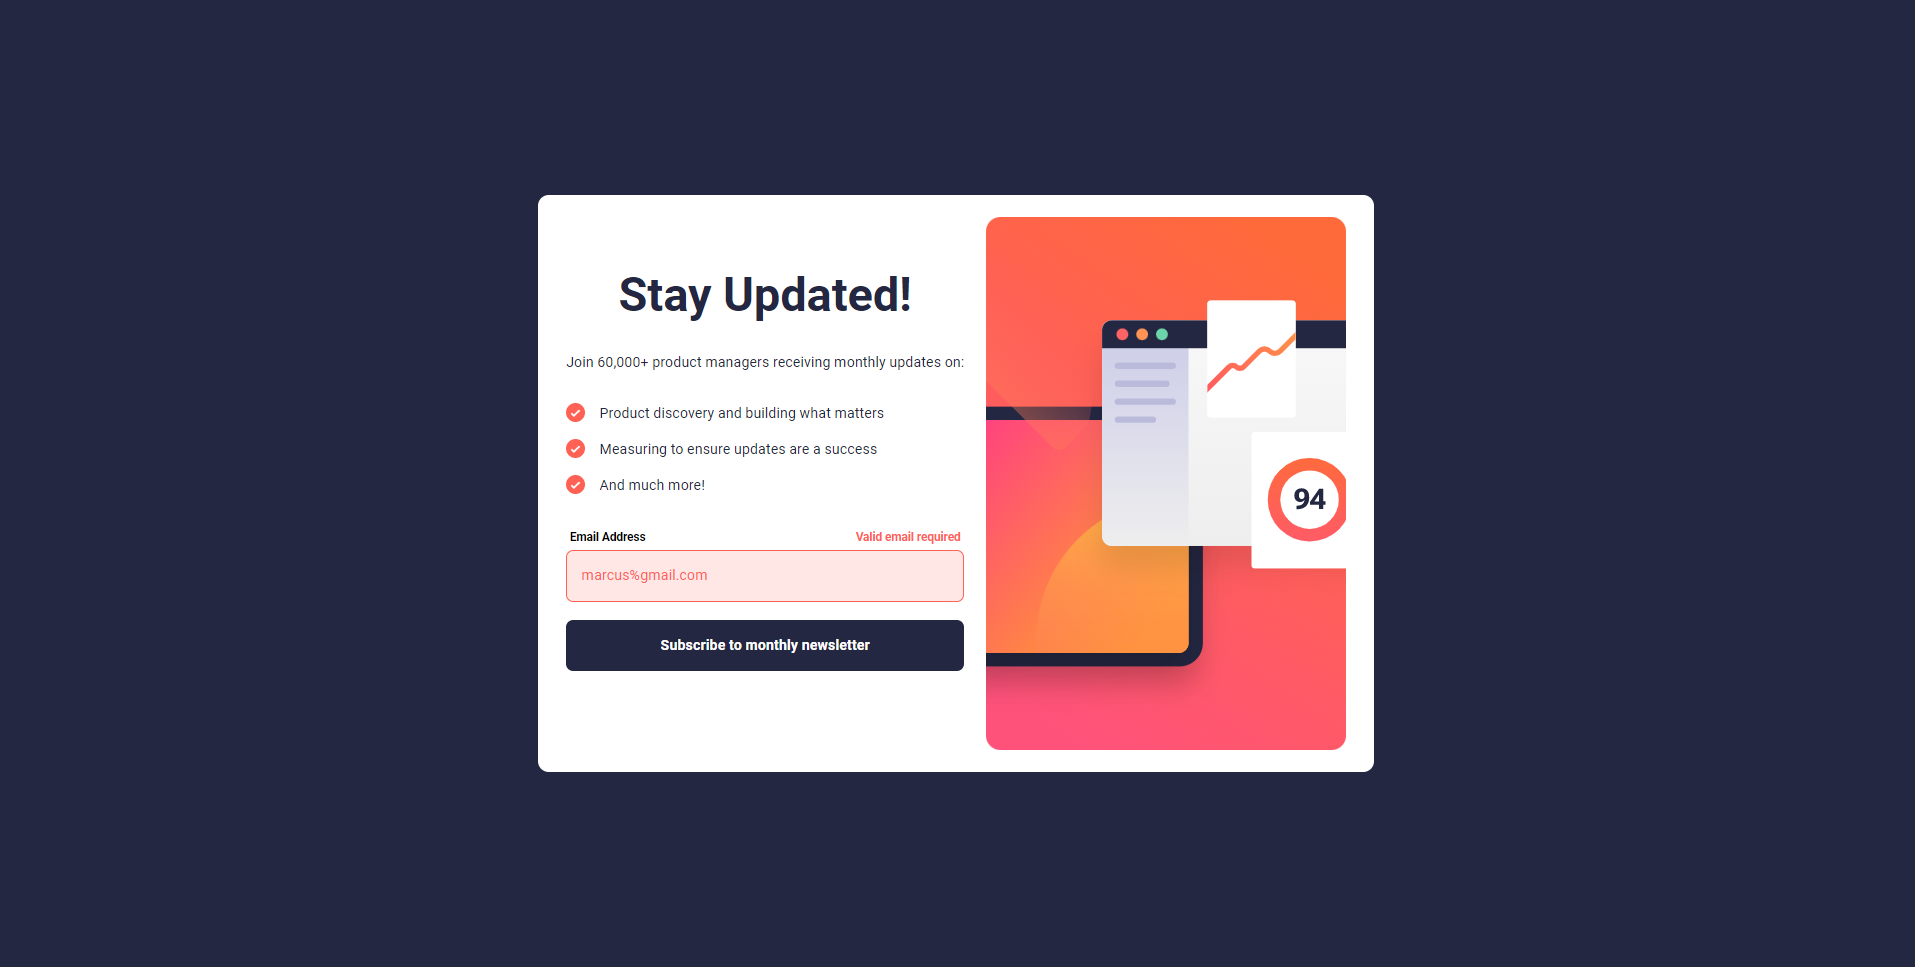 Stay Updated!
Join 60,000+ product managers receiving monthly updates on:
Product discovery and building what matters
Measuring to ensure updates are a success
And much more!
Email Address Valid email required
marcus%gmail.com
Subscribe to monthly newsletter
94